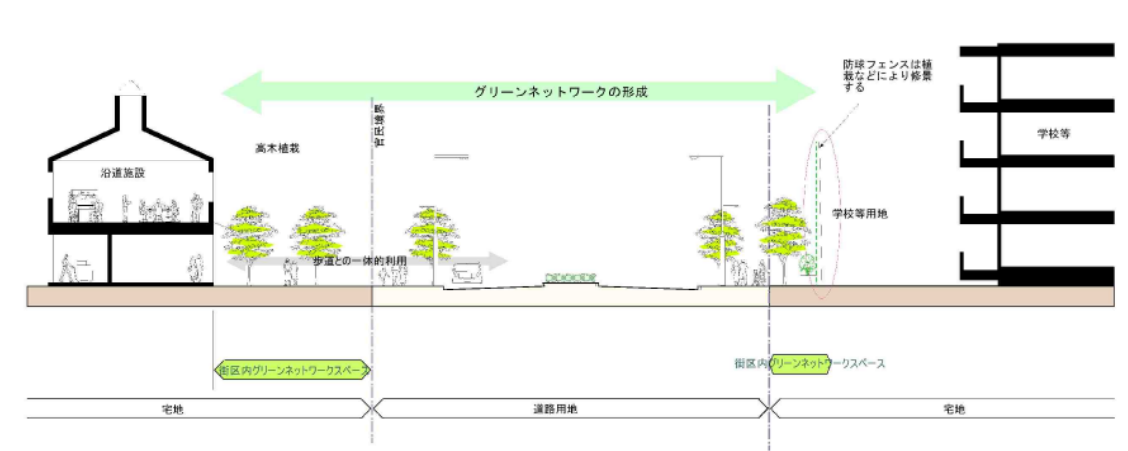 防球フェンスは植
栽などにより修景
する
グリーンネットワークの形成
官民境界
高木植栽
学校等
沿道施設
学校等用地
歩道との一体的利用
街区内グリーンネットワークスペース
街区内グリーンネットワークスペース
宅地
道路用地
宅地